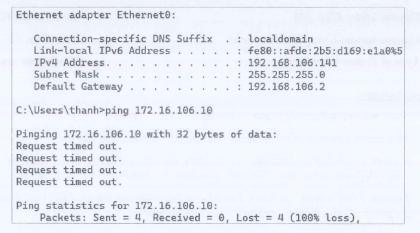 Ethernet adapter Ethernet0:
Connection-specific DNS Suffix . : localdomain
Link-local IPv6 Address . . . . . : fe80::afde:2b5:d169:e1a0%5
IPv4 Address. . . . . . . . . . . : 192.168.106.141
Subnet Mask . . . . . . . . . . . : 255.255.255.0
Default Gateway . . . . . . . . . : 192.168.106.2
C:\Users\thanh>ping 172.16.106.10
Pinging 172.16.106.10 with 32 bytes of data:
Request timed out.
Request timed out.
Request timed out.
Request timed out.
Ping statistics for 172.16.106.10:
Packets: Sent = 4, Received = 0, Lost = 4 (100% loss),